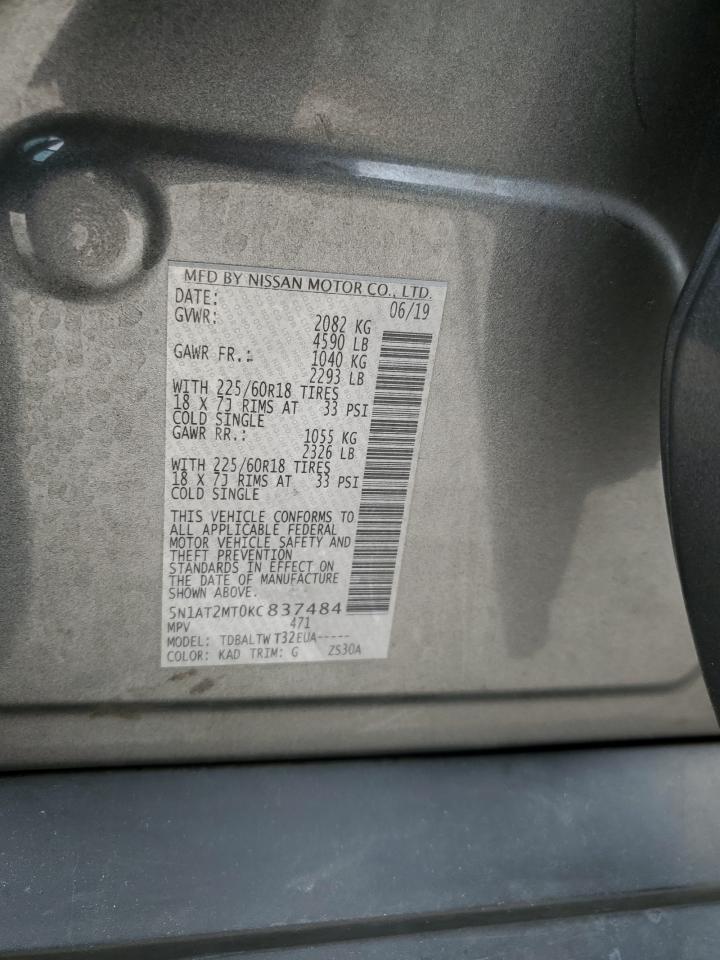 MFD BY NISSAN MOTOR CO., LTD.
DATE: 06/19
GVWR: 2082 KG
4590 LB
GAWR FR.: 1040 KG
2293 LB
WITH 225/60R18 TIRES
18 X 7J RIMS AT 33 PSI
COLD SINGLE
GAWR RR.: 1055 KG
2326 LB
WITH 225/60R18 TIRES
18 X 7J RIMS AT 33 PSI
COLD SINGLE
THIS VEHICLE CONFORMS TO
ALL APPLICABLE FEDERAL
MOTOR VEHICLE SAFETY AND
THEFT PREVENTION
STANDARDS IN EFFECT ON
THE DATE OF MANUFACTURE
SHOWN ABOVE.
5N1AT2MT0KC837484
MPV 471
MODEL: TDBALTWT32EUA-----
COLOR: KAD TRIM: G ZS30A